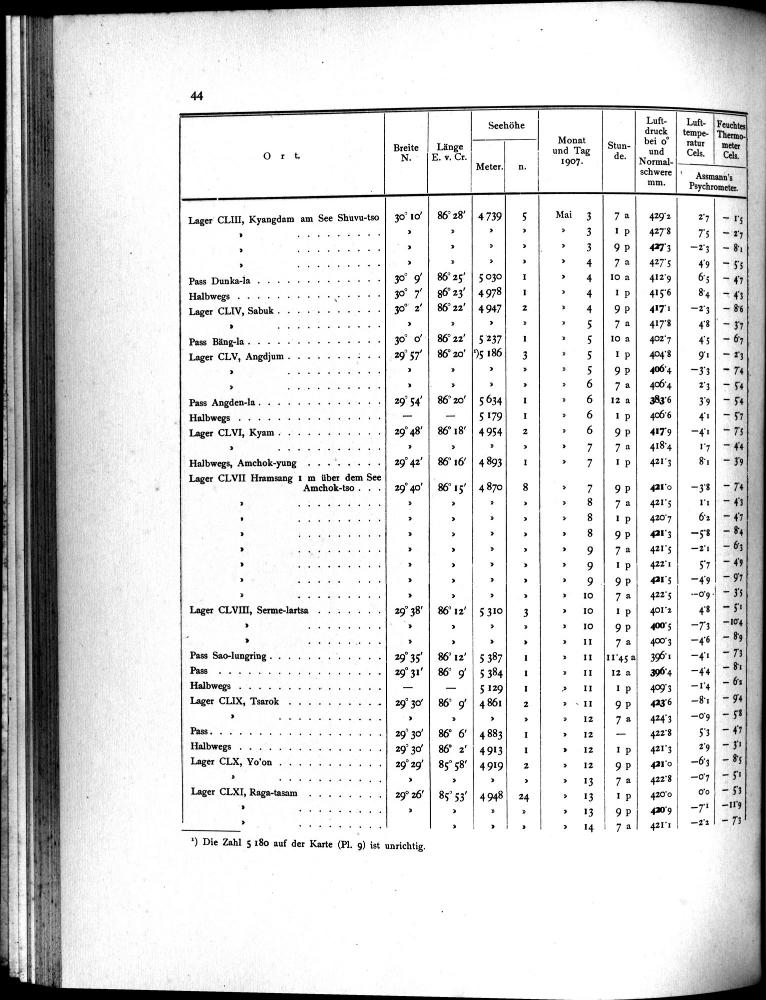 44
O r t. Breite N. Länge E. v. Cr. Seehöhe Meter. n. Monat und Tag 1907. Stun- de. Luft- druck bei 0° und Normal- schwere mm. Luft- tempe- ratur Cels. Feuchtes Thermo- meter Cels. Assmann's Psychrometer.
Lager CLIII, Kyangdam am See Shuvu-tso 30° 10′ 86° 28′ 4 739 5 Mai 3 7 a 429·2 2·7 – 1·5
» . . . . . . . . . » » » » » 3 1 p 427·8 7·5 – 2·7
» . . . . . . . . . » » » » » 3 9 p 427·3 –2·3 – 8·1
» . . . . . . . . . » » » » » 4 7 a 427·5 4·9 – 5·5
Pass Dunka-la . . . . . . . . . . . . 30° 9′ 86° 25′ 5 030 1 » 4 10 a 412·9 6·5 – 4·7
Halbwegs . . . . . . . . . . . . . 30° 7′ 86° 23′ 4 978 1 » 4 1 p 415·6 8·4 – 4·3
Lager CLIV, Sabuk . . . . . . . . . . 30° 2′ 86° 22′ 4 947 2 » 4 9 p 417·1 –2·3 – 8·6
» . . . . . . . . . . » » » » » 5 7 a 417·8 4·8 – 3·7
Pass Bäng-la . . . . . . . . . . . . 30° 0′ 86° 22′ 5 237 1 » 5 10 a 402·7 4·5 – 6·7
Lager CLV, Angdjum . . . . . . . . . 29° 57′ 86° 20′ ¹)5 186 3 » 5 1 p 404·8 9·1 – 2·3
» . . . . . . . . . . » » » » » 5 9 p 406·4 –3·3 – 7·4
» . . . . . . . . . . » » » » » 6 7 a 406·4 2·3 – 5·4
Pass Angden-la . . . . . . . . . . . . 29° 54′ 86° 20′ 5 634 1 » 6 12 a 383·6 3·9 – 5·4
Halbwegs . . . . . . . . . . . . . — — 5 179 1 » 6 1 p 406·6 4·1 – 5·7
Lager CLVI, Kyam . . . . . . . . . . 29° 48′ 86° 18′ 4 954 2 » 6 9 p 417·9 –4·1 – 7·5
» . . . . . . . . . . » » » » » 7 7 a 418·4 1·7 – 4·4
Halbwegs, Amchok-yung . . . . . . . 29° 42′ 86° 16′ 4 893 1 » 7 1 p 421·3 8·1 – 3·9
Lager CLVII Hramsang 1 m über dem See
Amchok-tso . . . 29° 40′ 86° 15′ 4 870 8 » 7 9 p 421·0 –3·8 – 7·4
» . . . . . . . . . » » » » » 8 7 a 421·5 1·1 – 4·3
» . . . . . . . . . » » » » » 8 1 p 420·7 6·2 – 4·7
» . . . . . . . . . » » » » » 8 9 p 421·3 –5·8 – 8·4
» . . . . . . . . . » » » » » 9 7 a 421·5 –2·1 – 6·3
» . . . . . . . . . » » » » » 9 1 p 422·1 5·7 – 4·9
» . . . . . . . . . » » » » » 9 9 p 421·5 –4·9 – 9·7
» . . . . . . . . . » » » » » 10 7 a 422·5 –0·9 – 3·5
Lager CLVIII, Serme-lartsa . . . . . . . 29° 38′ 86° 12′ 5 310 3 » 10 1 p 401·2 4·8 – 5·1
» . . . . . . . . » » » » » 10 9 p 400·5 –7·3 –10·4
» . . . . . . . . » » » » » 11 7 a 400·3 –4·6 – 8·9
Pass Sao-lungring . . . . . . . . . . . 29° 35′ 86° 12′ 5 387 1 » 11 11·45 a 396·1 –4·1 – 7·3
Pass . . . . . . . . . . . . . . . 29° 31′ 86° 9′ 5 384 1 » 11 12 a 396·4 –4·4 – 8·1
Halbwegs . . . . . . . . . . . . . — — 5 129 1 » 11 1 p 409·3 –1·4 – 6·2
Lager CLIX, Tsarok . . . . . . . . . 29° 30′ 86° 9′ 4 861 2 » 11 9 p 423·6 –8·1 – 9·4
» . . . . . . . . . . » » » » » 12 7 a 424·3 –0·9 – 5·8
Pass . . . . . . . . . . . . . . . 29° 30′ 86° 6′ 4 883 1 » 12 — 422·8 5·3 – 4·7
Halbwegs . . . . . . . . . . . . . 29° 30′ 86° 2′ 4 913 1 » 12 1 p 421·3 2·9 – 3·1
Lager CLX, Yo'on . . . . . . . . . . 29° 29′ 85° 58′ 4 919 2 » 12 9 p 421·0 –6·3 – 8·5
» . . . . . . . . . . » » » » » 13 7 a 422·8 –0·7 – 5·1
Lager CLXI, Raga-tasam . . . . . . . . 29° 26′ 85° 53′ 4 948 24 » 13 1 p 420·0 0·0 – 5·3
» . . . . . . . . . » » » » » 13 9 p 420·9 –7·1 –11·9
» . . . . . . . . . » » » » 14 7 a 421·1 –2·2 – 7·3
¹) Die Zahl 5 180 auf der Karte (Pl. 9) ist unrichtig.